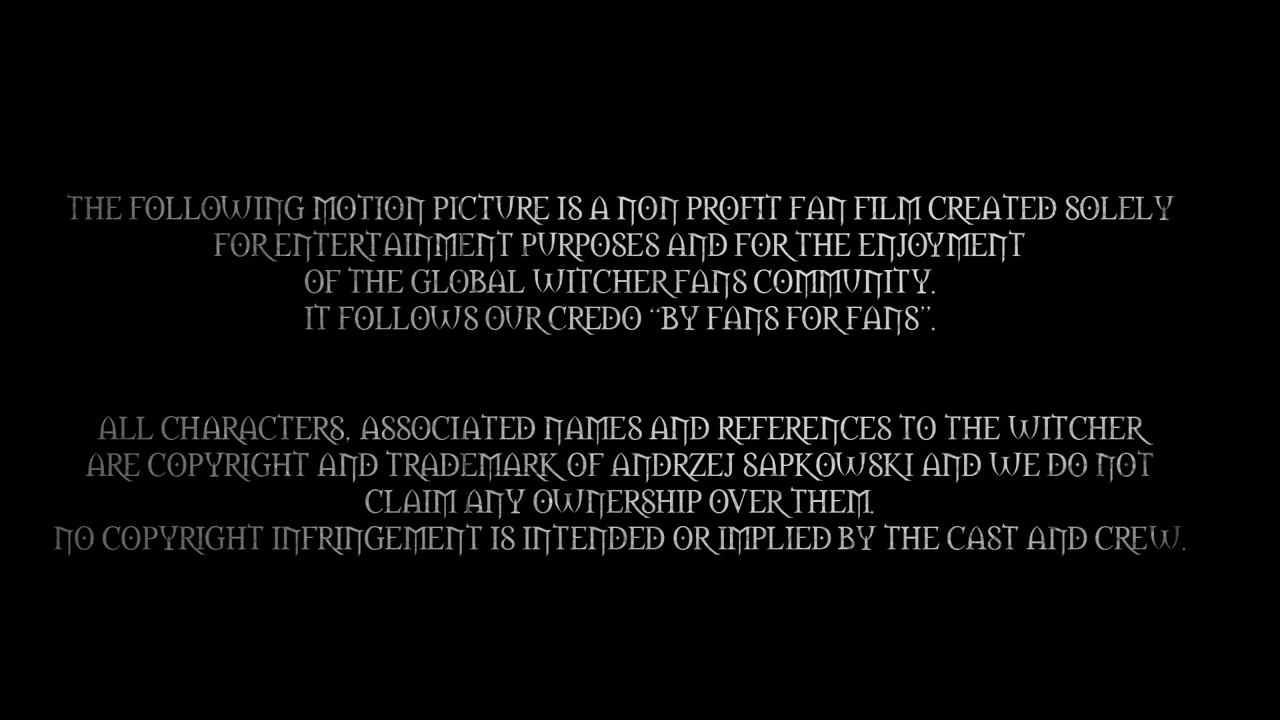 THE FOLLOWING MOTION PICTURE IS A NON PROFIT FAN FILM CREATED SOLELY
FOR ENTERTAINMENT PURPOSES AND FOR THE ENJOYMENT
OF THE GLOBAL WITCHER FANS COMMUNITY.
IT FOLLOWS OUR CREDO “BY FANS FOR FANS”.
ALL CHARACTERS, ASSOCIATED NAMES AND REFERENCES TO THE WITCHER
ARE COPYRIGHT AND TRADEMARK OF ANDRZEJ SAPKOWSKI AND WE DO NOT
CLAIM ANY OWNERSHIP OVER THEM.
NO COPYRIGHT INFRINGEMENT IS INTENDED OR IMPLIED BY THE CAST AND CREW.